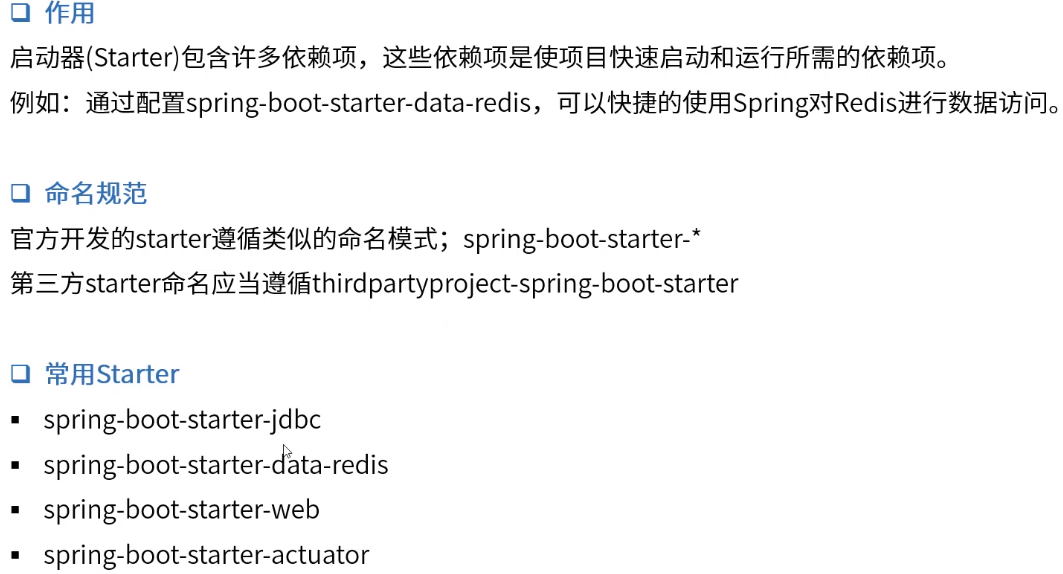 作用
启动器(Starter)包含许多依赖项，这些依赖项是使项目快速启动和运行所需的依赖项。
例如：通过配置spring-boot-starter-data-redis，可以快捷的使用Spring对Redis进行数据访问。
命名规范
官方开发的starter遵循类似的命名模式；spring-boot-starter-*
第三方starter命名应当遵循thirdpartyproject-spring-boot-starter
常用Starter
spring-boot-starter-jdbc
spring-boot-starter-data-redis
spring-boot-starter-web
spring-boot-starter-actuator